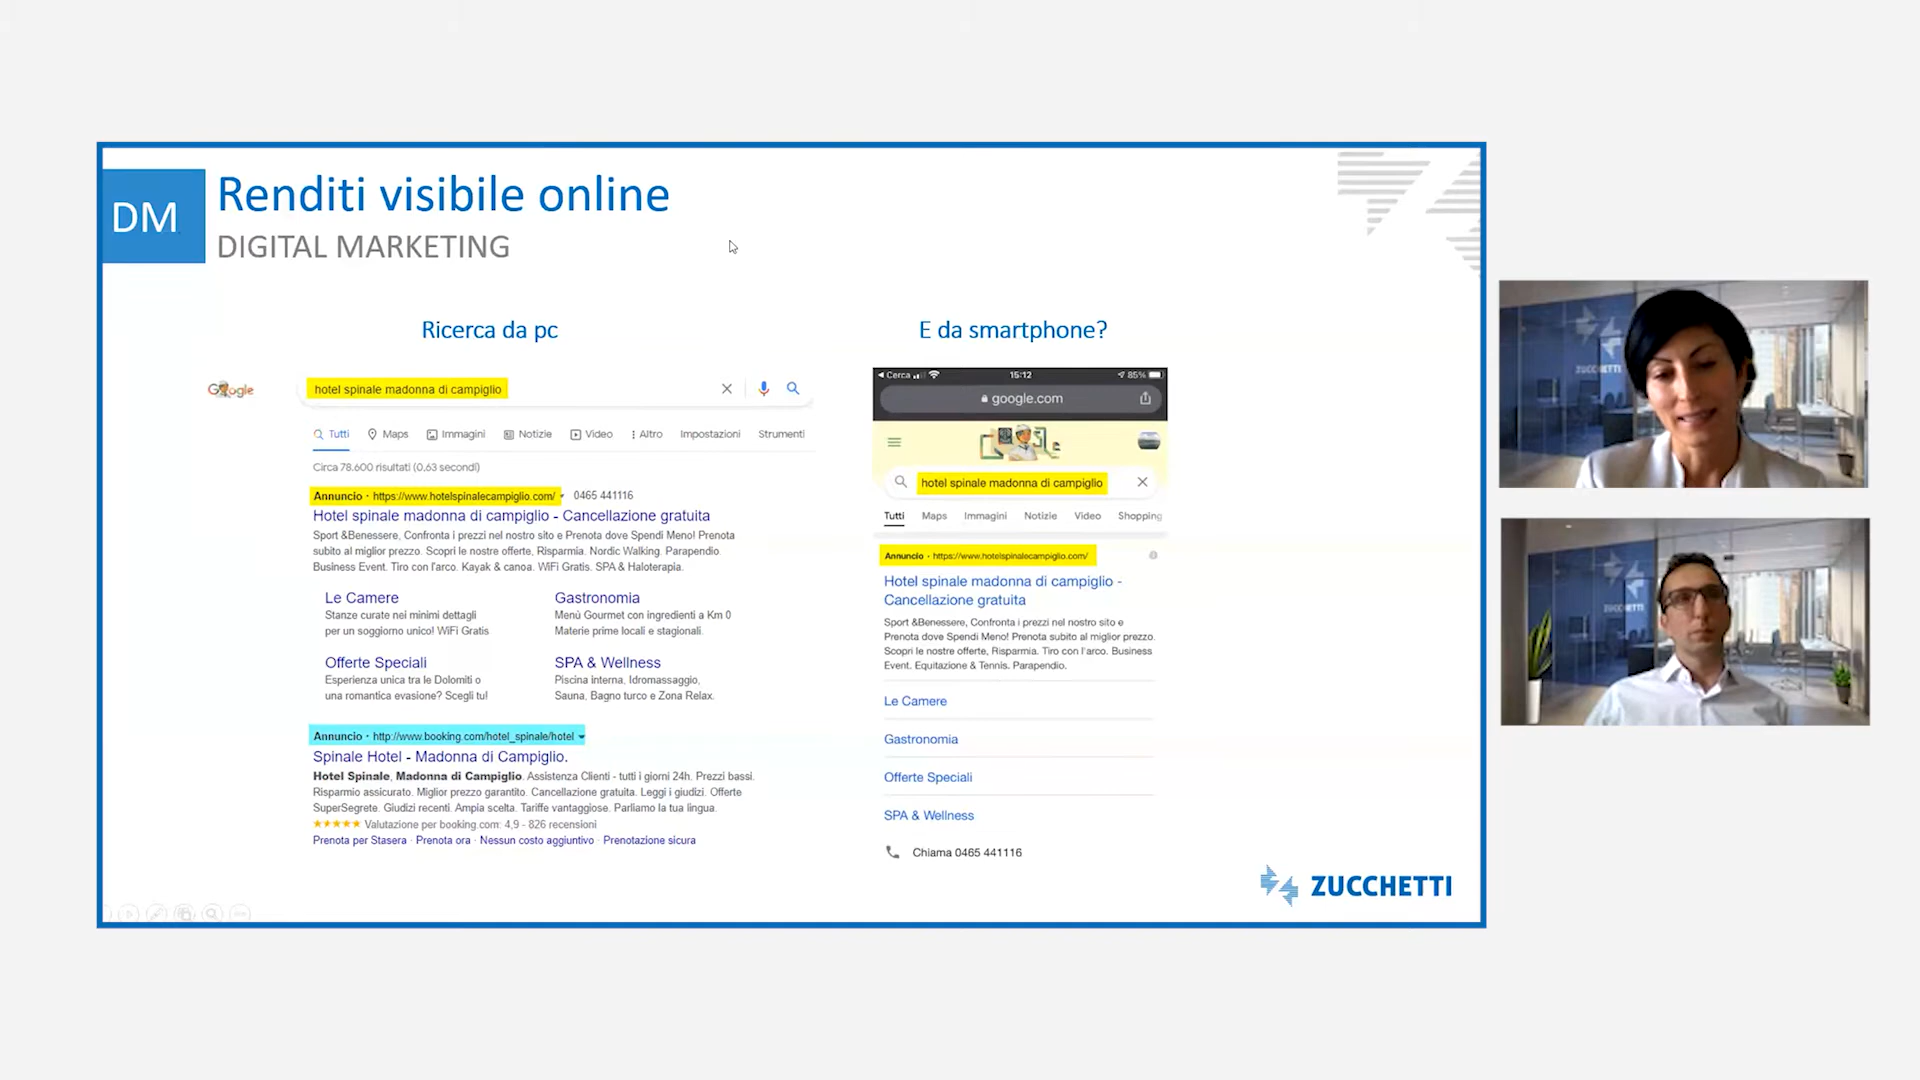 DM
Renditi visibile online
DIGITAL MARKETING
Ricerca da pc
Google
hotel spinale madonna di campiglio
Tutti Maps Immagini Notizie Video Altro Impostazioni Strumenti
Circa 78.600 risultati (0,63 secondi)
Annuncio · https://www.hotelspinalecampiglio.com/ 0465 441116
Hotel spinale madonna di campiglio - Cancellazione gratuita
Sport &Benessere, Confronta i prezzi nel nostro sito e Prenota dove Spendi Meno! Prenota
subito al miglior prezzo. Scopri le nostre offerte, Risparmia. Nordic Walking. Parapendio.
Business Event. Tiro con l'arco. Kayak & canoa. WiFi Gratis. SPA & Haloterapia.
Le Camere
Stanze curate nei minimi dettagli
per un soggiorno unico! WiFi Gratis
Gastronomia
Menù Gourmet con ingredienti a Km 0
Materie prime locali e stagionali.
Offerte Speciali
Esperienza unica tra le Dolomiti o
una romantica evasione? Scegli tu!
SPA & Wellness
Piscina interna, Idromassaggio,
Sauna, Bagno turco e Zona Relax.
Annuncio · http://www.booking.com/hotel_spinale/hotel
Spinale Hotel - Madonna di Campiglio.
Hotel Spinale, Madonna di Campiglio. Assistenza Clienti - tutti i giorni 24h. Prezzi bassi.
Risparmio assicurato. Miglior prezzo garantito. Cancellazione gratuita. Leggi i giudizi. Offerte
SuperSegrete. Giudizi recenti. Ampia scelta. Tariffe vantaggiose. Parliamo la tua lingua.
★★★★★ Valutazione per booking.com: 4,9 - 826 recensioni
Prenota per Stasera · Prenota ora · Nessun costo aggiuntivo · Prenotazione sicura
E da smartphone?
Cerca 15:12 85%
google.com
hotel spinale madonna di campiglio
Tutti Maps Immagini Notizie Video Shopping
Annuncio · https://www.hotelspinalecampiglio.com/
Hotel spinale madonna di campiglio -
Cancellazione gratuita
Sport &Benessere, Confronta i prezzi nel nostro sito e
Prenota dove Spendi Meno! Prenota subito al miglior prezzo.
Scopri le nostre offerte, Risparmia. Tiro con l'arco. Business
Event. Equitazione & Tennis. Parapendio.
Le Camere
Gastronomia
Offerte Speciali
SPA & Wellness
Chiama 0465 441116
ZUCCHETTI
ZUCCHETTI
ZUCCHETTI